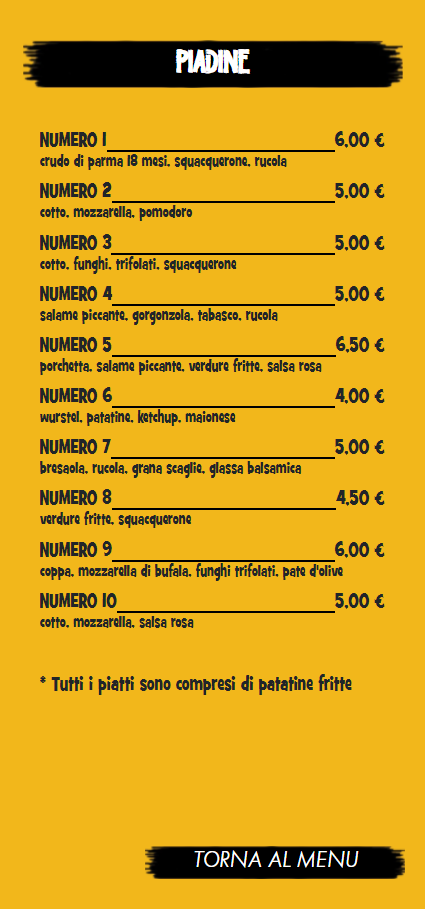 PIADINE
NUMERO 1 6,00 €
crudo di parma 18 mesi, squacquerone, rucola
NUMERO 2 5,00 €
cotto, mozzarella, pomodoro
NUMERO 3 5,00 €
cotto, funghi, trifolati, squacquerone
NUMERO 4 5,00 €
salame piccante, gorgonzola, tabasco, rucola
NUMERO 5 6,50 €
porchetta, salame piccante, verdure fritte, salsa rosa
NUMERO 6 4,00 €
wurstel, patatine, ketchup, maionese
NUMERO 7 5,00 €
bresaola, rucola, grana scaglie, glassa balsamica
NUMERO 8 4,50 €
verdure fritte, squacquerone
NUMERO 9 6,00 €
coppa, mozzarella di bufala, funghi trifolati, pate d'olive
NUMERO 10 5,00 €
cotto, mozzarella, salsa rosa
* Tutti i piatti sono compresi di patatine fritte
TORNA AL MENU